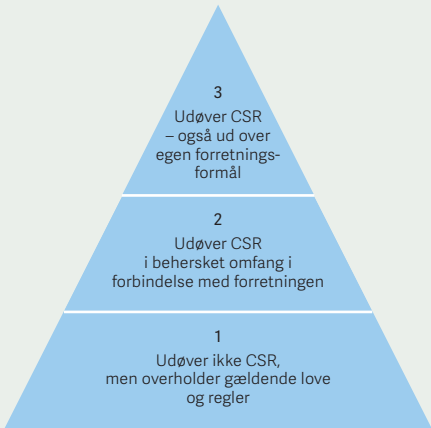 3
Udøver CSR
– også ud over
egen forretnings-
formål
2
Udøver CSR
i behersket omfang i
forbindelse med forretningen
1
Udøver ikke CSR,
men overholder gældende love
og regler